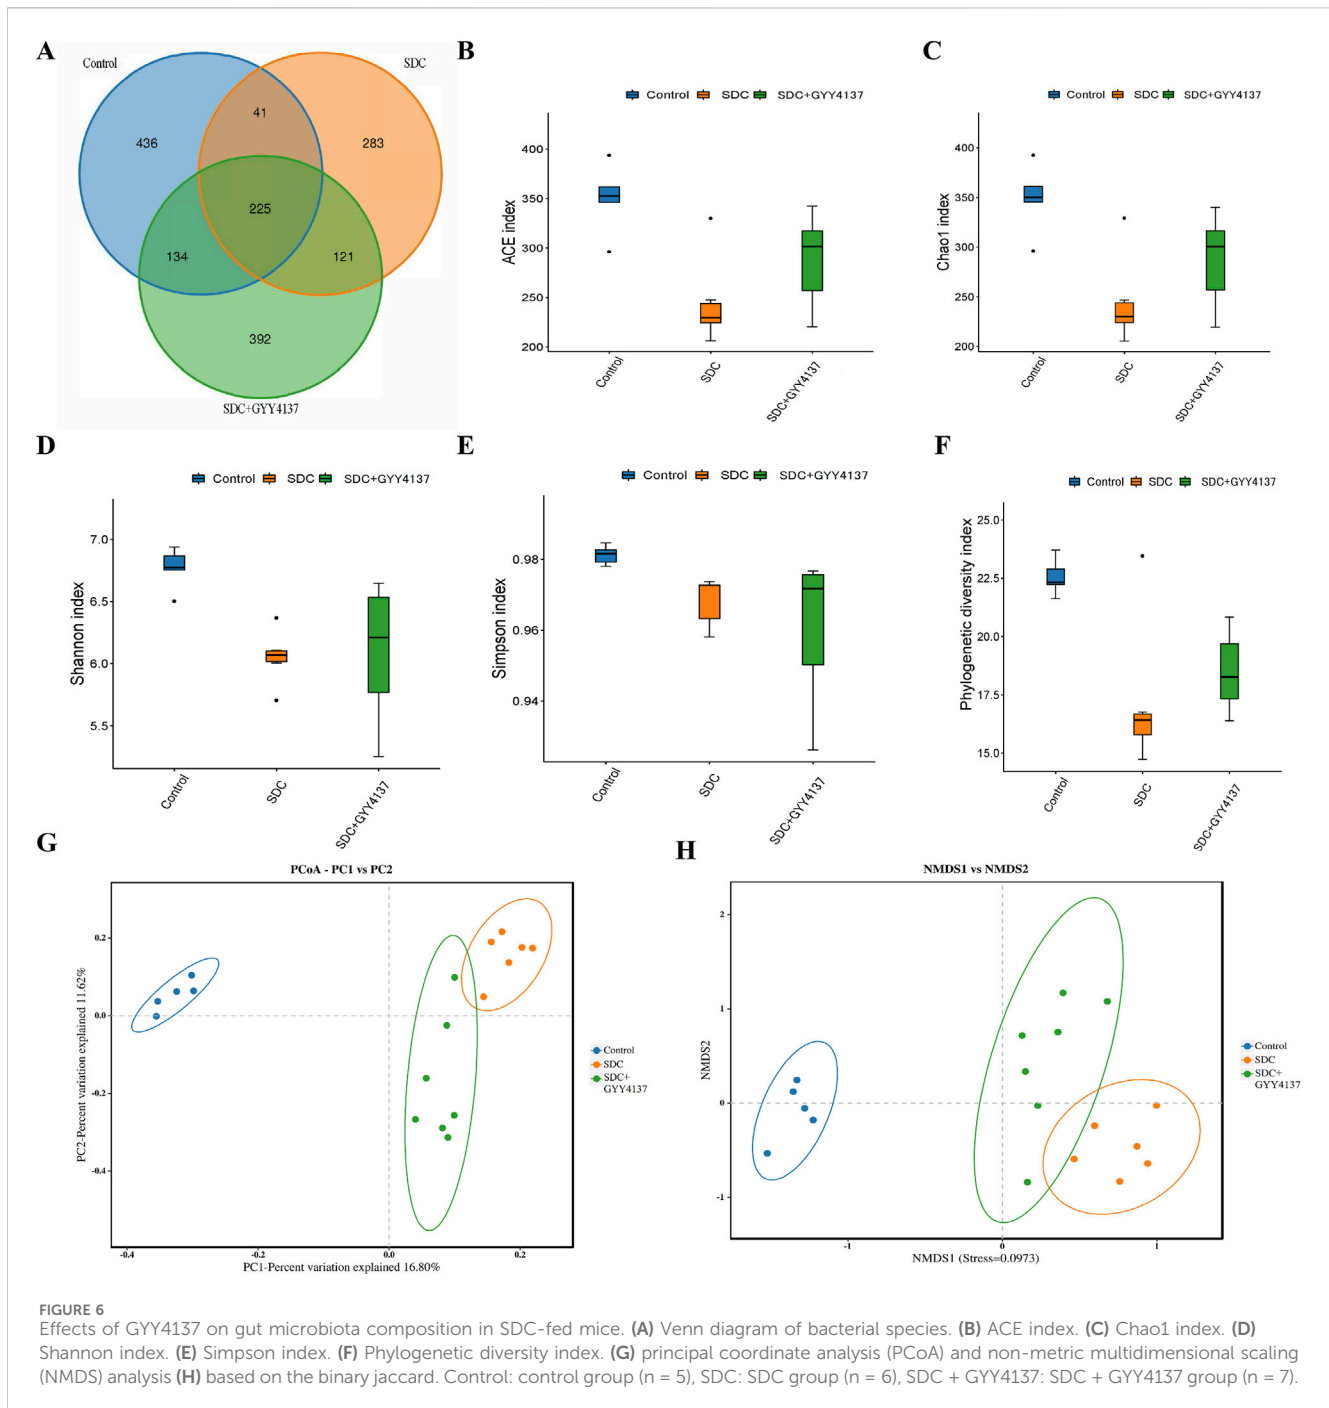 A
Control
SDC
436
41
283
225
134
121
392
SDC+GYY4137
B
Control SDC SDC+GYY4137
ACE index
400
350
300
250
200
Control
SDC
SDC+GYY4137
C
Control SDC SDC+GYY4137
Chao1 index
400
350
300
250
200
Control
SDC
SDC+GYY4137
D
Control SDC SDC+GYY4137
Shannon index
7.0
6.5
6.0
5.5
Control
SDC
SDC+GYY4137
E
Control SDC SDC+GYY4137
Simpson index
0.98
0.96
0.94
Control
SDC
SDC+GYY4137
F
Control SDC SDC+GYY4137
Phylogenetic diversity index
25.0
22.5
20.0
17.5
15.0
Control
SDC
SDC+GYY4137
G
PCoA - PC1 vs PC2
PC2-Percent variation explained 11.62%
0.2
0.0
-0.2
-0.4
-0.4 -0.2 0.0 0.2
PC1-Percent variation explained 16.80%
Control
SDC
SDC+
GYY4137
H
NMDS1 vs NMDS2
NMDS2
2
1
0
-1
-1 0 1
NMDS1 (Stress=0.0973)
Control
SDC
SDC+
GYY4137
FIGURE 6
Effects of GYY4137 on gut microbiota composition in SDC-fed mice. (A) Venn diagram of bacterial species. (B) ACE index. (C) Chao1 index. (D)
Shannon index. (E) Simpson index. (F) Phylogenetic diversity index. (G) principal coordinate analysis (PCoA) and non-metric multidimensional scaling
(NMDS) analysis (H) based on the binary jaccard. Control: control group (n = 5), SDC: SDC group (n = 6), SDC + GYY4137: SDC + GYY4137 group (n = 7).